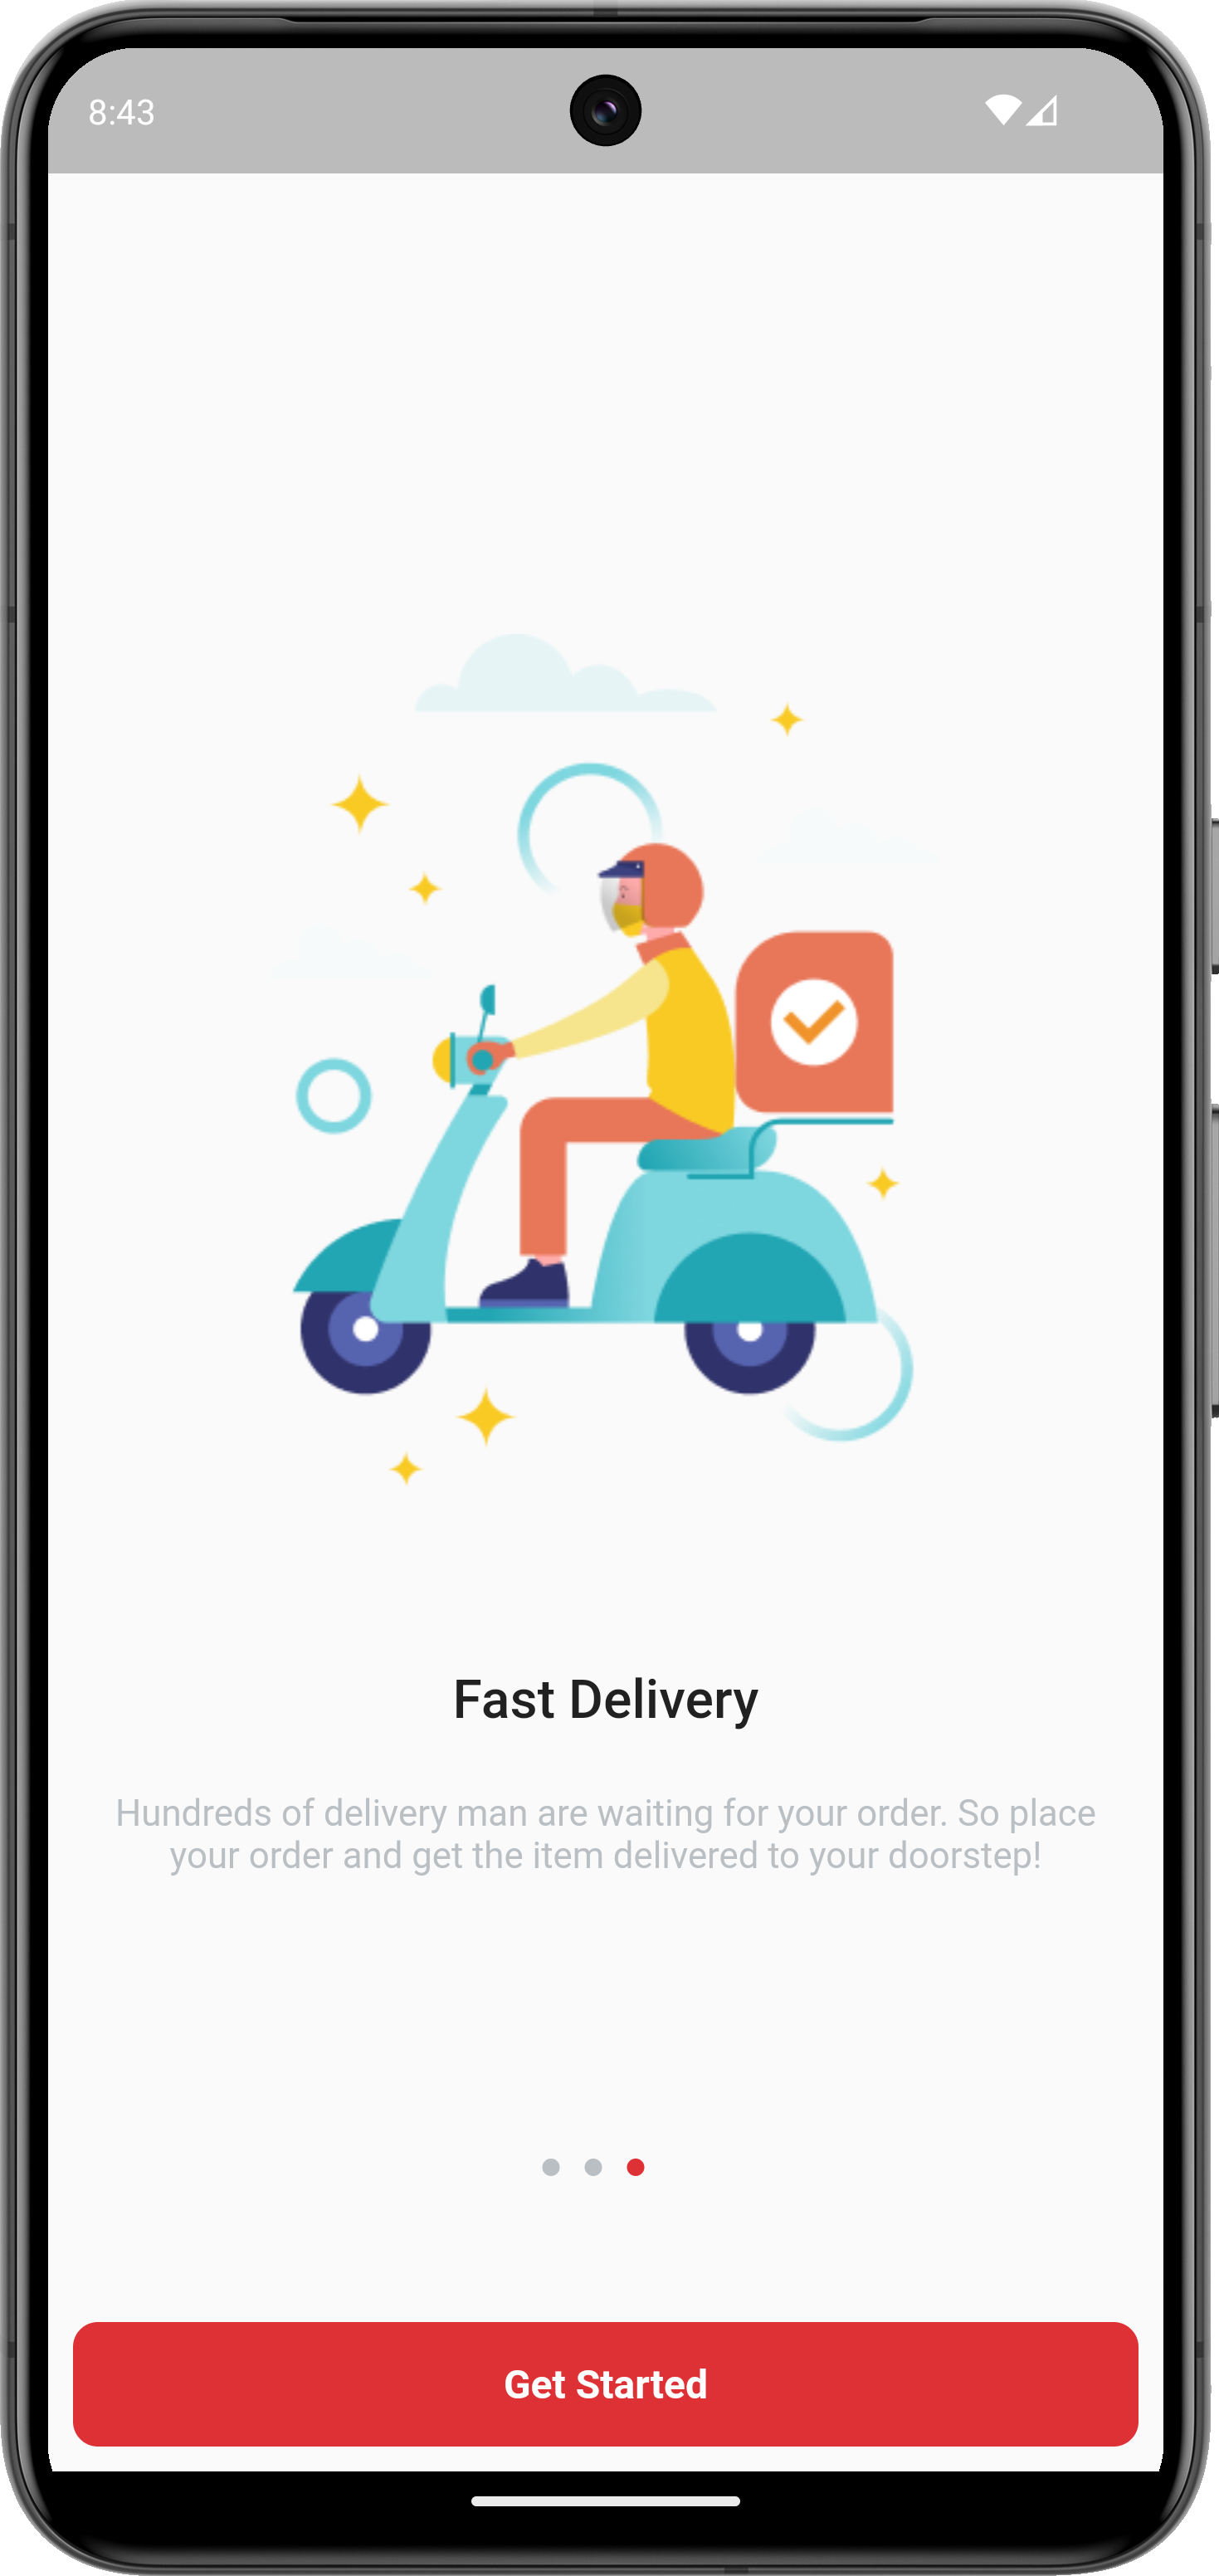 8:43
Fast Delivery
Hundreds of delivery man are waiting for your order. So place
your order and get the item delivered to your doorstep!
Get Started